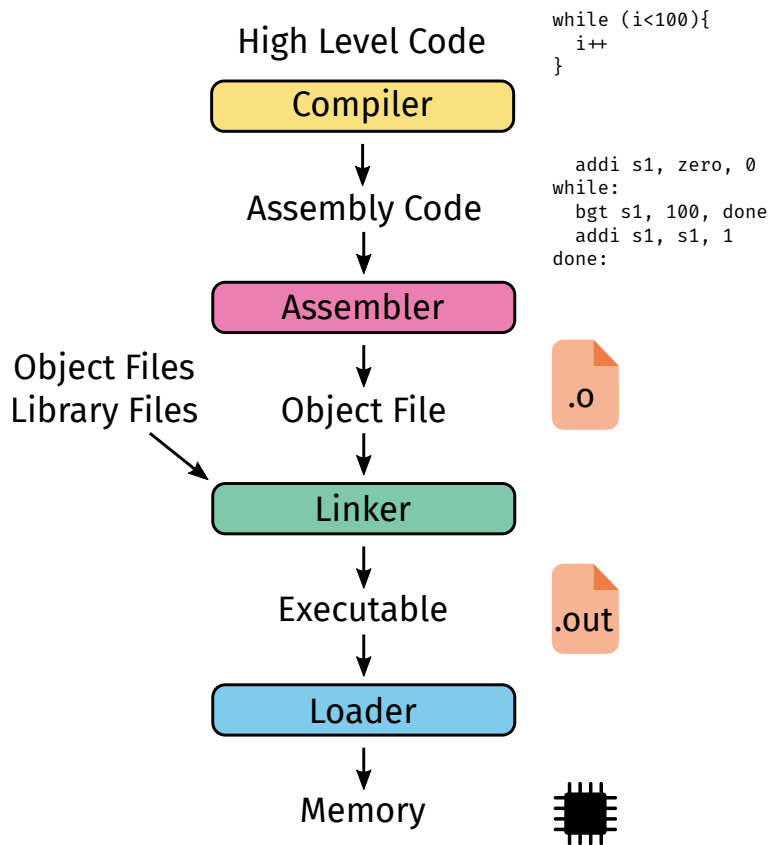 High Level Code
while (i<100){
  i++
}
Compiler
Assembly Code
  addi s1, zero, 0
while:
  bgt s1, 100, done
  addi s1, s1, 1
done:
Assembler
Object Files
Library Files
Object File
.o
Linker
Executable
.out
Loader
Memory